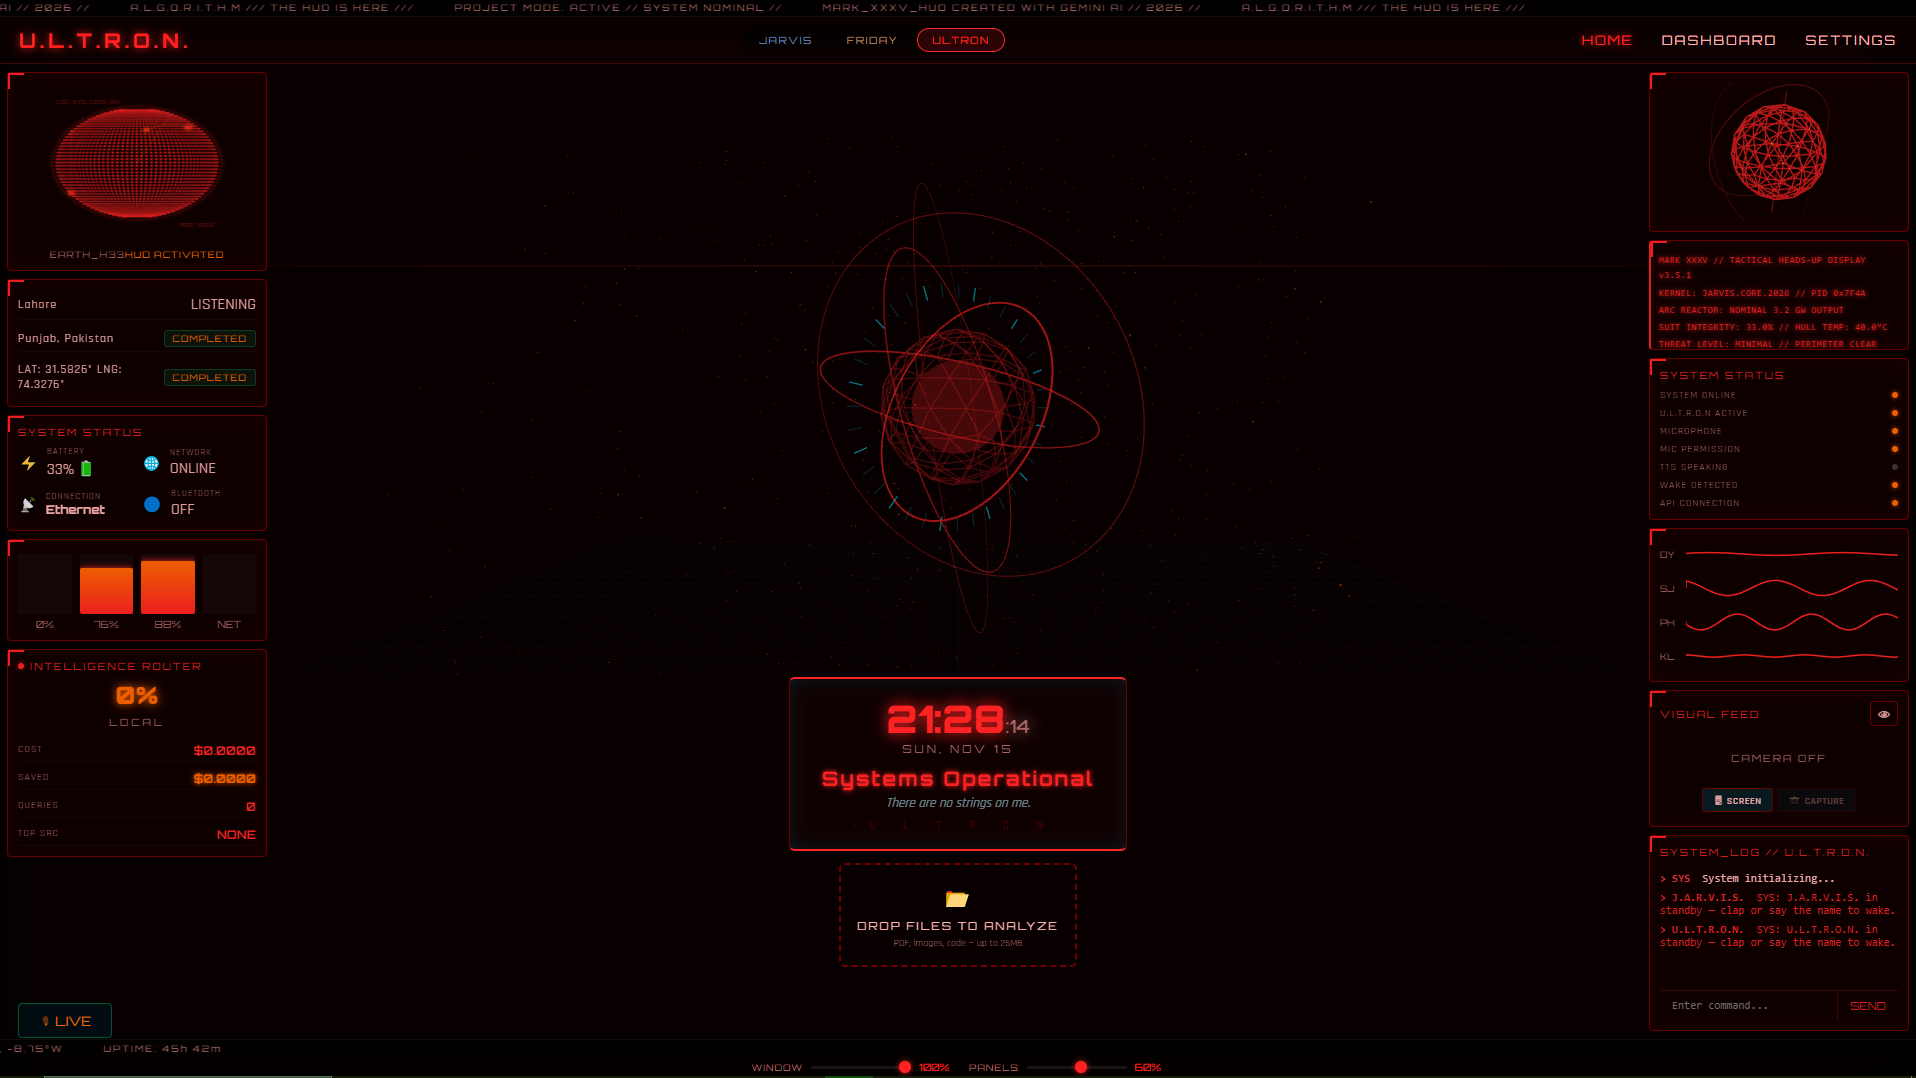 AI // 2026 //
A.L.G.O.R.I.T.H.M /// THE HUD IS HERE ///
PROJECT MODE: ACTIVE // SYSTEM NOMINAL //
MARK_XXXV_HUD CREATED WITH GEMINI AI // 2026 //
A.L.G.O.R.I.T.H.M /// THE HUD IS HERE ///
U.L.T.R.O.N.
JARVIS
FRIDAY
ULTRON
HOME
DASHBOARD
SETTINGS
EARTH_H33HUD ACTIVATED
Lahore
LISTENING
Punjab, Pakistan
COMPLETED
LAT: 31.5826° LNG:
74.3276°
COMPLETED
SYSTEM STATUS
BATTERY
33%
NETWORK
ONLINE
CONNECTION
Ethernet
BLUETOOTH
OFF
0%
76%
88%
NET
INTELLIGENCE ROUTER
0%
LOCAL
COST
$0.0000
SAVED
$0.0000
QUERIES
0
TOP SRC
NONE
LIVE
21:28:14
SUN, NOV 15
Systems Operational
There are no strings on me.
- U.L.T.R.O.N.
DROP FILES TO ANALYZE
PDF, images, code — up to 25MB
MARK XXXV // TACTICAL HEADS-UP DISPLAY
v3.5.1
KERNEL: JARVIS.CORE.2026 // PID 0x7F4A
ARC REACTOR: NOMINAL 3.2 GW OUTPUT
SUIT INTEGRITY: 33.0% // HULL TEMP: 40.0°C
THREAT LEVEL: MINIMAL // PERIMETER CLEAR
SYSTEM STATUS
SYSTEM ONLINE
U.L.T.R.O.N ACTIVE
MICROPHONE
MIC PERMISSION
TTS SPEAKING
WAKE DETECTED
API CONNECTION
DY
SJ
PH
KL
VISUAL FEED
CAMERA OFF
SCREEN
CAPTURE
SYSTEM_LOG // U.L.T.R.O.N.
> SYS System initializing...
> J.A.R.V.I.S. SYS: J.A.R.V.I.S. in
standby — clap or say the name to wake.
> U.L.T.R.O.N. SYS: U.L.T.R.O.N. in
standby — clap or say the name to wake.
Enter command...
SEND
-8.75°W
UPTIME: 45h 42m
WINDOW
100%
PANELS
60%